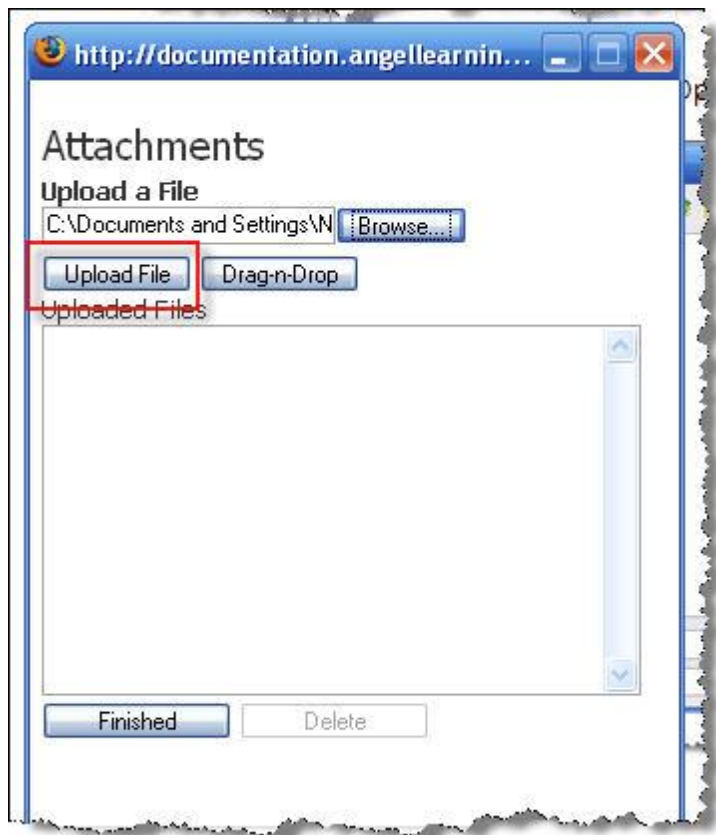 http://documentation.angellearnin...
Attachments
Upload a File
C:\Documents and Settings\N Browse...
Upload File Drag-n-Drop
Uploaded Files
Finished Delete